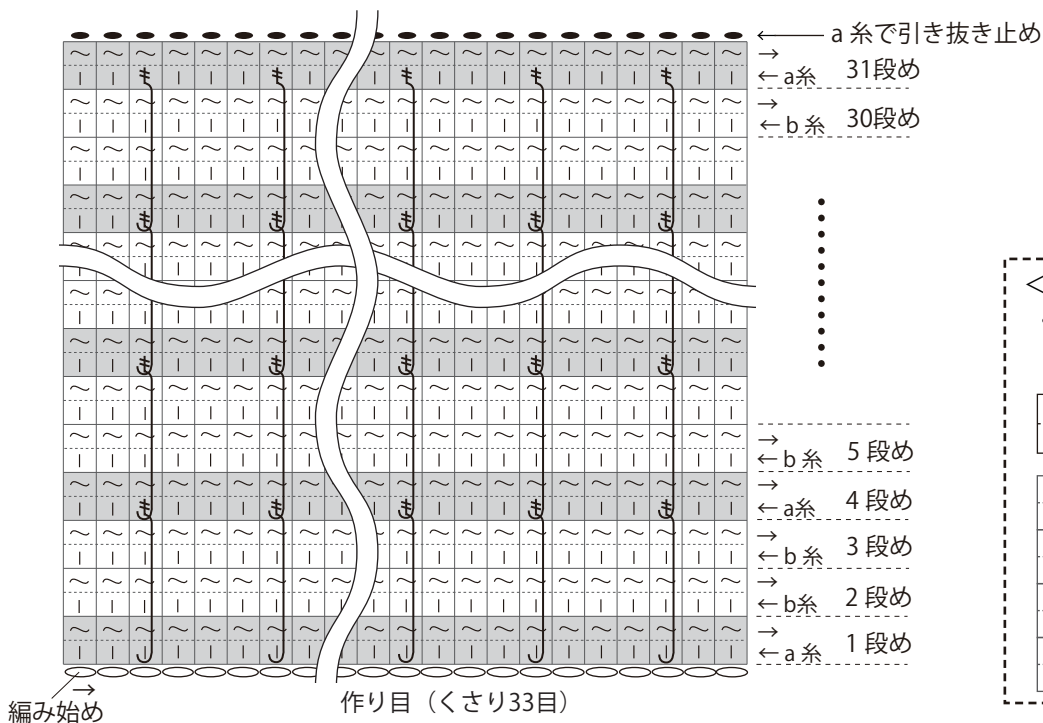 a 糸で引き抜き止め
→
←a糸 31段め
→
←b 糸 30段め
→
←b 糸 5 段め
→
←a糸 4 段め
→
←b 糸 3 段め
→
←b糸 2 段め
→
←a 糸 1 段め
→
編み始め
作り目（くさり33目）